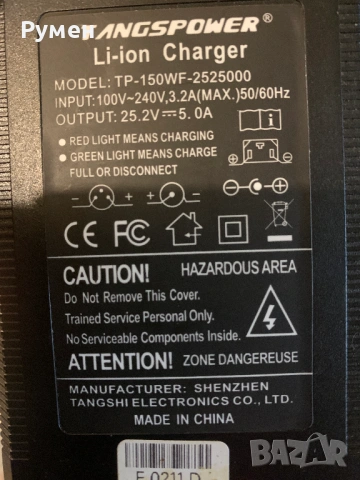 Румен
TANGSPOWER®
Li-ion Charger
MODEL: TP-150WF-2525000
INPUT: 100V~240V,3.2A(MAX.)50/60Hz
OUTPUT: 25.2V⎓5.0A
● RED LIGHT MEANS CHARGING
● GREEN LIGHT MEANS CHARGE
FULL OR DISCONNECT
CE FC
CAUTION! HAZARDOUS AREA
Do Not Remove This Cover.
Trained Service Personal Only.
No Serviceable Components Inside.
ATTENTION! ZONE DANGEREUSE
MANUFACTURER: SHENZHEN
TANGSHI ELECTRONICS CO., LTD.
MADE IN CHINA
E 0211 D
BAZAR